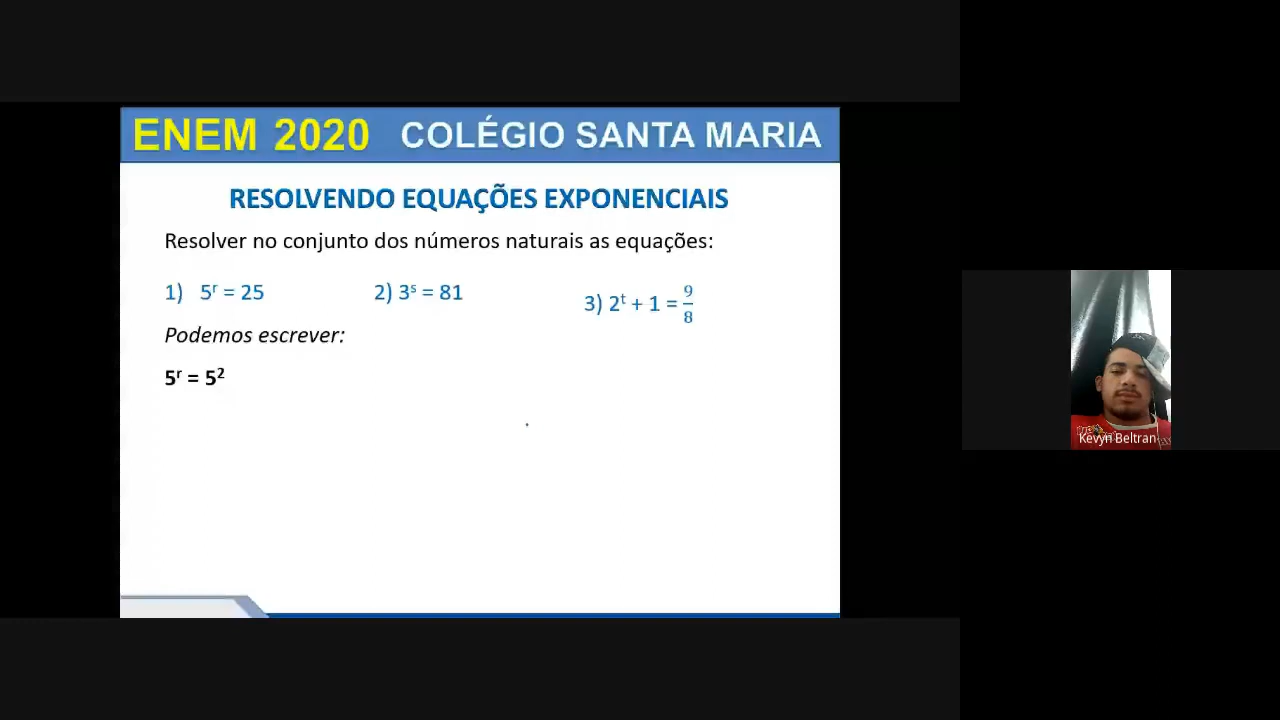 ENEM 2020 COLÉGIO SANTA MARIA
RESOLVENDO EQUAÇÕES EXPONENCIAIS
Resolver no conjunto dos números naturais as equações:
1) 5ʳ = 25 2) 3ˢ = 81 3) 2ᵗ + 1 = 9/8
Podemos escrever:
5ʳ = 5²
Kevyn Beltran